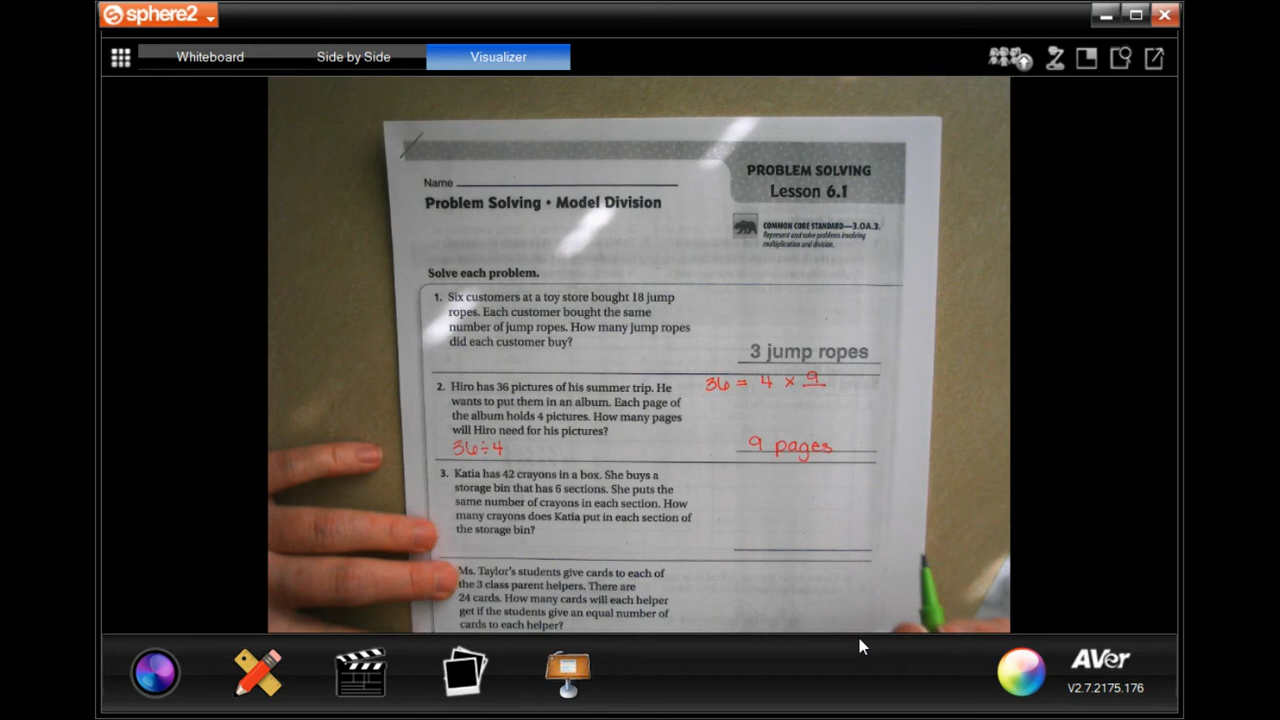 sphere2
Whiteboard
Side by Side
Visualizer
PROBLEM SOLVING
Lesson 6.1
Name
Problem Solving • Model Division
COMMON CORE STANDARD—3.OA.3.
Represent and solve problems involving
multiplication and division.
Solve each problem.
1. Six customers at a toy store bought 18 jump
ropes. Each customer bought the same
number of jump ropes. How many jump ropes
did each customer buy?
3 jump ropes
2. Hiro has 36 pictures of his summer trip. He
wants to put them in an album. Each page of
the album holds 4 pictures. How many pages
will Hiro need for his pictures?
36 = 4 × 9
36÷4
9 pages
3. Katia has 42 crayons in a box. She buys a
storage bin that has 6 sections. She puts the
same number of crayons in each section. How
many crayons does Katia put in each section of
the storage bin?
Ms. Taylor's students give cards to each of
the 3 class parent helpers. There are
24 cards. How many cards will each helper
get if the students give an equal number of
cards to each helper?
AVer
V2.7.2175.176